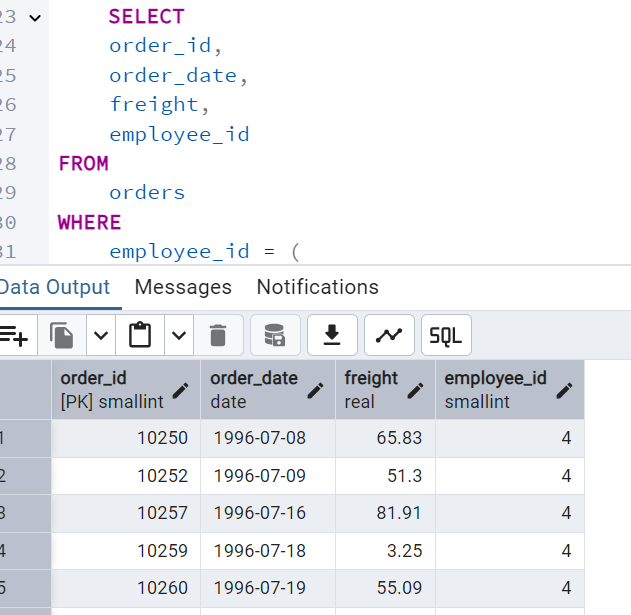 23 SELECT
24 order_id,
25 order_date,
26 freight,
27 employee_id
28 FROM
29 orders
30 WHERE
31 employee_id = (
Data Output Messages Notifications
SQL
order_id order_date freight employee_id
[PK] smallint date real smallint
1 10250 1996-07-08 65.83 4
2 10252 1996-07-09 51.3 4
3 10257 1996-07-16 81.91 4
4 10259 1996-07-18 3.25 4
5 10260 1996-07-19 55.09 4